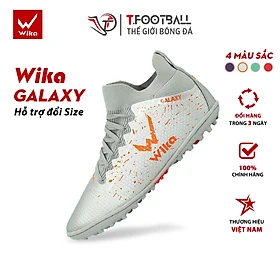 Wika
T.FOOTBALL
THẾ GIỚI BÓNG ĐÁ
Wika
GALAXY
Hỗ trợ đổi Size
4 MÀU SẮC
GALAXY
Wika
ĐỔI HÀNG
TRONG 3 NGÀY
100%
CHÍNH HÃNG
THƯƠNG HIỆU
VIỆT NAM